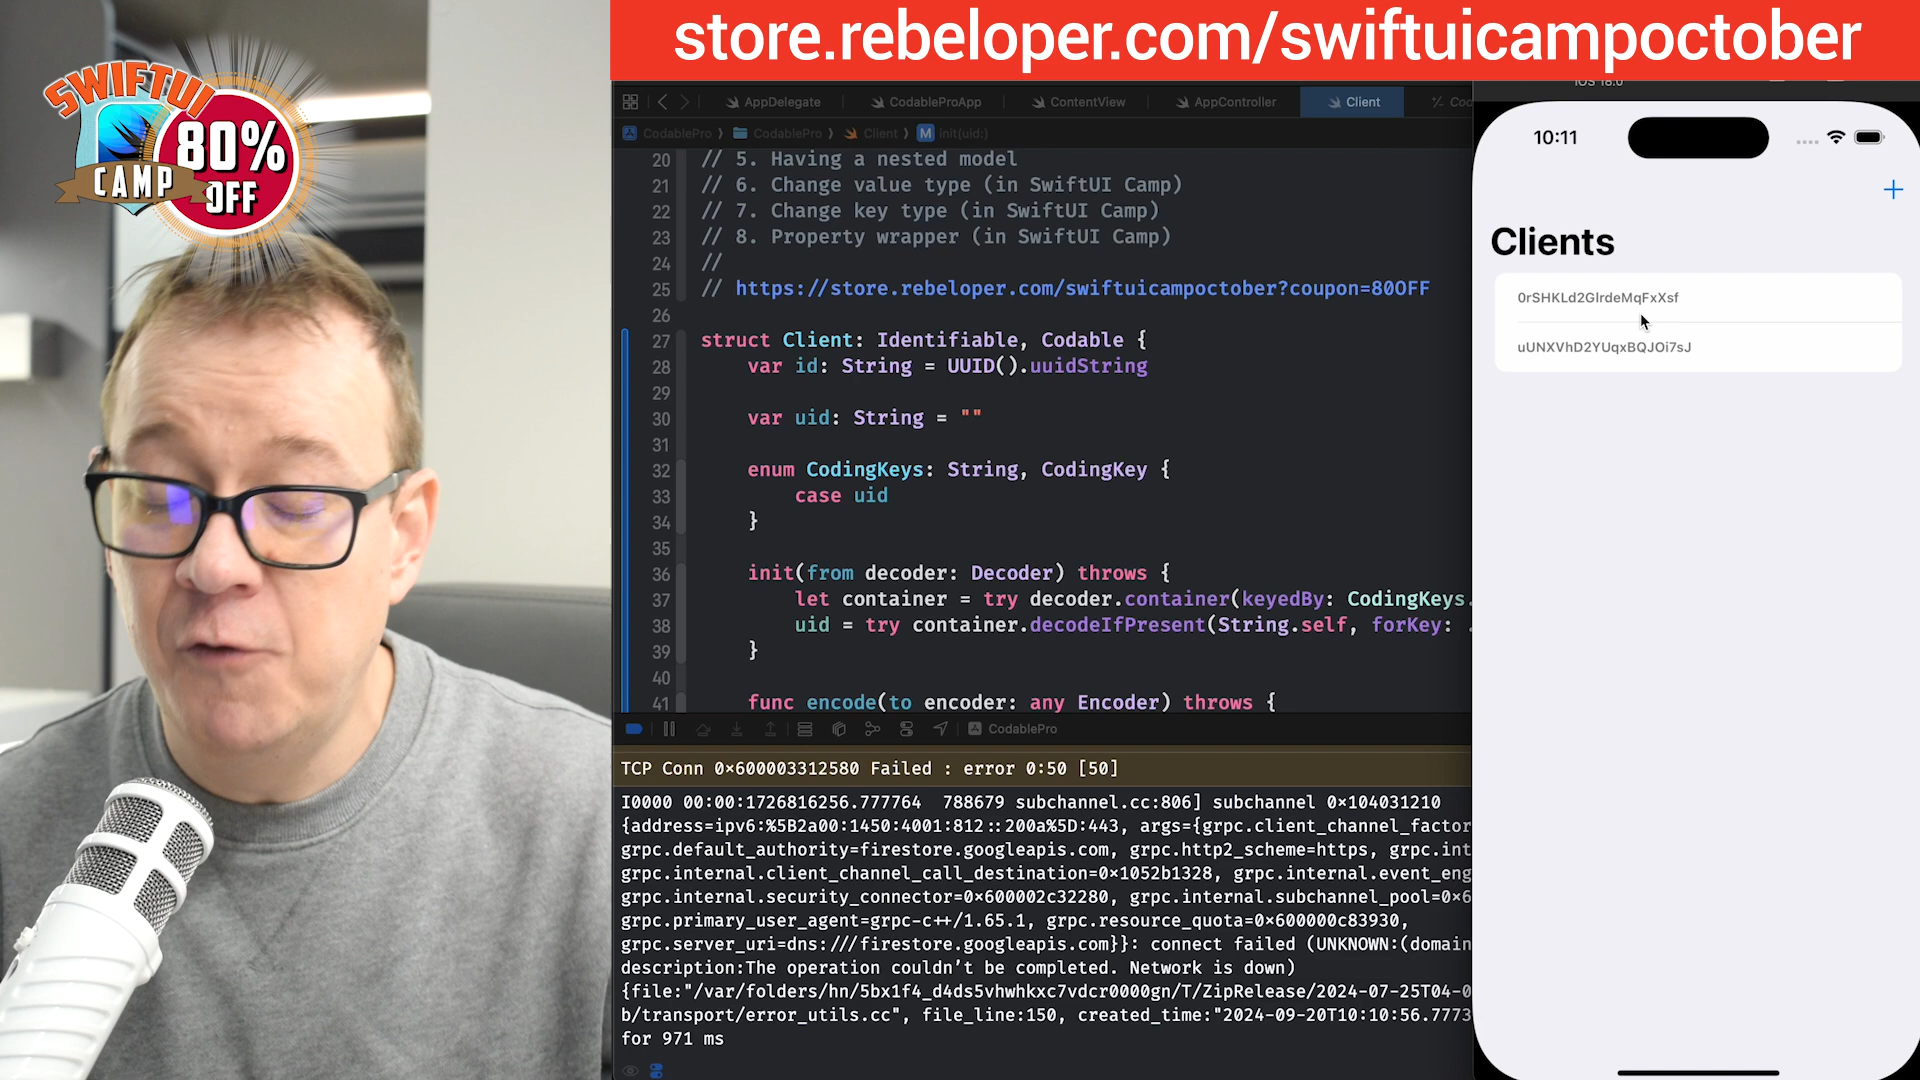 store.rebeloper.com/swiftuicampoctober
SWIFTUI
CAMP
80%
OFF
AppDelegate
CodableProApp
ContentView
AppController
Client
CodablePro
CodablePro
Client
M init(uid:)
20 // 5. Having a nested model
21 // 6. Change value type (in SwiftUI Camp)
22 // 7. Change key type (in SwiftUI Camp)
23 // 8. Property wrapper (in SwiftUI Camp)
24 //
25 // https://store.rebeloper.com/swiftuicampoctober?coupon=80OFF
26
27 struct Client: Identifiable, Codable {
28 var id: String = UUID().uuidString
29
30 var uid: String = ""
31
32 enum CodingKeys: String, CodingKey {
33 case uid
34 }
35
36 init(from decoder: Decoder) throws {
37 let container = try decoder.container(keyedBy: CodingKeys.
38 uid = try container.decodeIfPresent(String.self, forKey: .
39 }
40
41 func encode(to encoder: any Encoder) throws {
CodablePro
TCP Conn 0x600003312580 Failed : error 0:50 [50]
I0000 00:00:1726816256.777764 788679 subchannel.cc:806] subchannel 0x104031210
{address=ipv6:%5B2a00:1450:4001:812::200a%5D:443, args={grpc.client_channel_factor
grpc.default_authority=firestore.googleapis.com, grpc.http2_scheme=https, grpc.int
grpc.internal.client_channel_call_destination=0x1052b1328, grpc.internal.event_eng
grpc.internal.security_connector=0x600002c32280, grpc.internal.subchannel_pool=0x6
grpc.primary_user_agent=grpc-c++/1.65.1, grpc.resource_quota=0x600000c83930,
grpc.server_uri=dns:///firestore.googleapis.com}}: connect failed (UNKNOWN:(domain
description:The operation couldn’t be completed. Network is down)
{file:"/var/folders/hn/5bx1f4_d4ds5vhwhkxc7vdcr0000gn/T/ZipRelease/2024-07-25T04-0
b/transport/error_utils.cc", file_line:150, created_time:"2024-09-20T10:10:56.7773
for 971 ms
10:11
Clients
0rSHKLd2GIrdeMqFxXsf
uUNXVhD2YUqxBQJOi7sJ